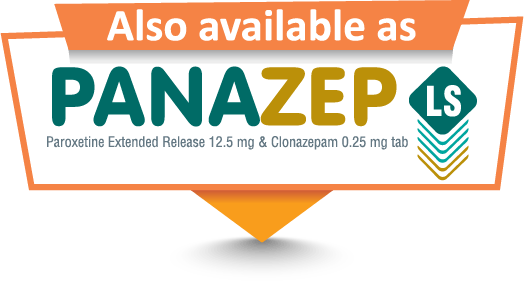 Also available as
PANAZEP LS
Paroxetine Extended Release 12.5 mg & Clonazepam 0.25 mg tab